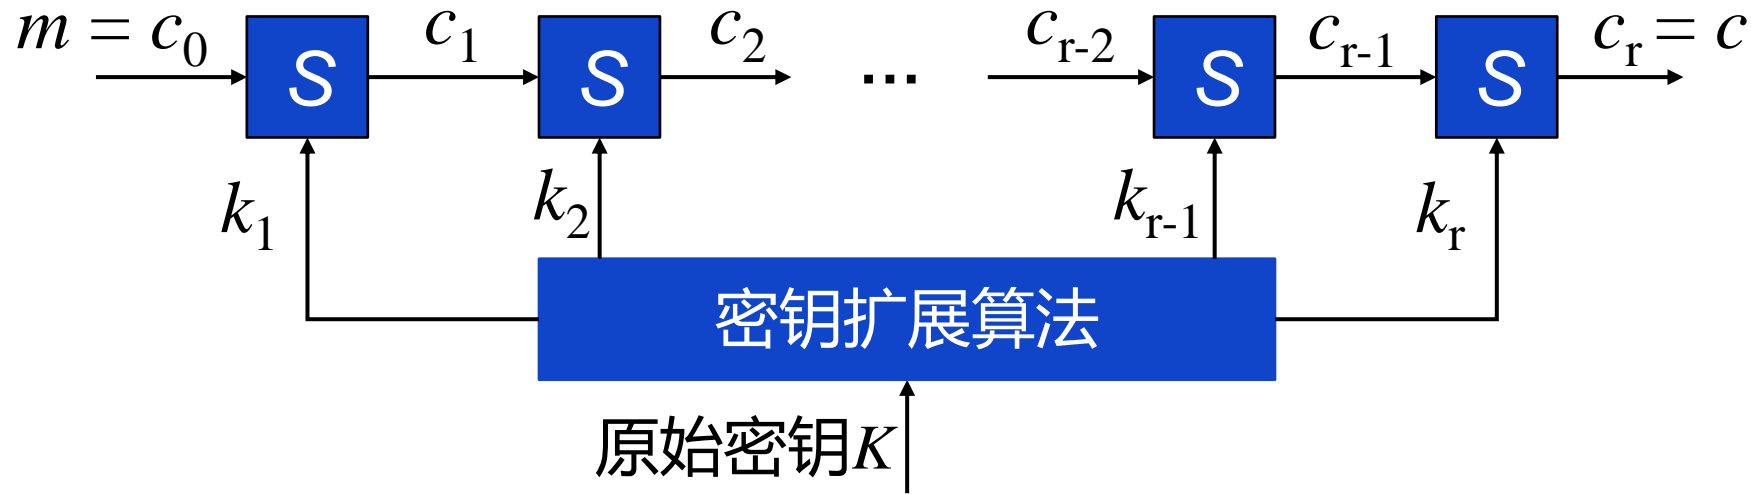 m = c₀ c₁ c₂ cᵣ₋₂ cᵣ₋₁ cᵣ = c
S S ... S S
k₁ k₂ kᵣ₋₁ kᵣ
密钥扩展算法
原始密钥K